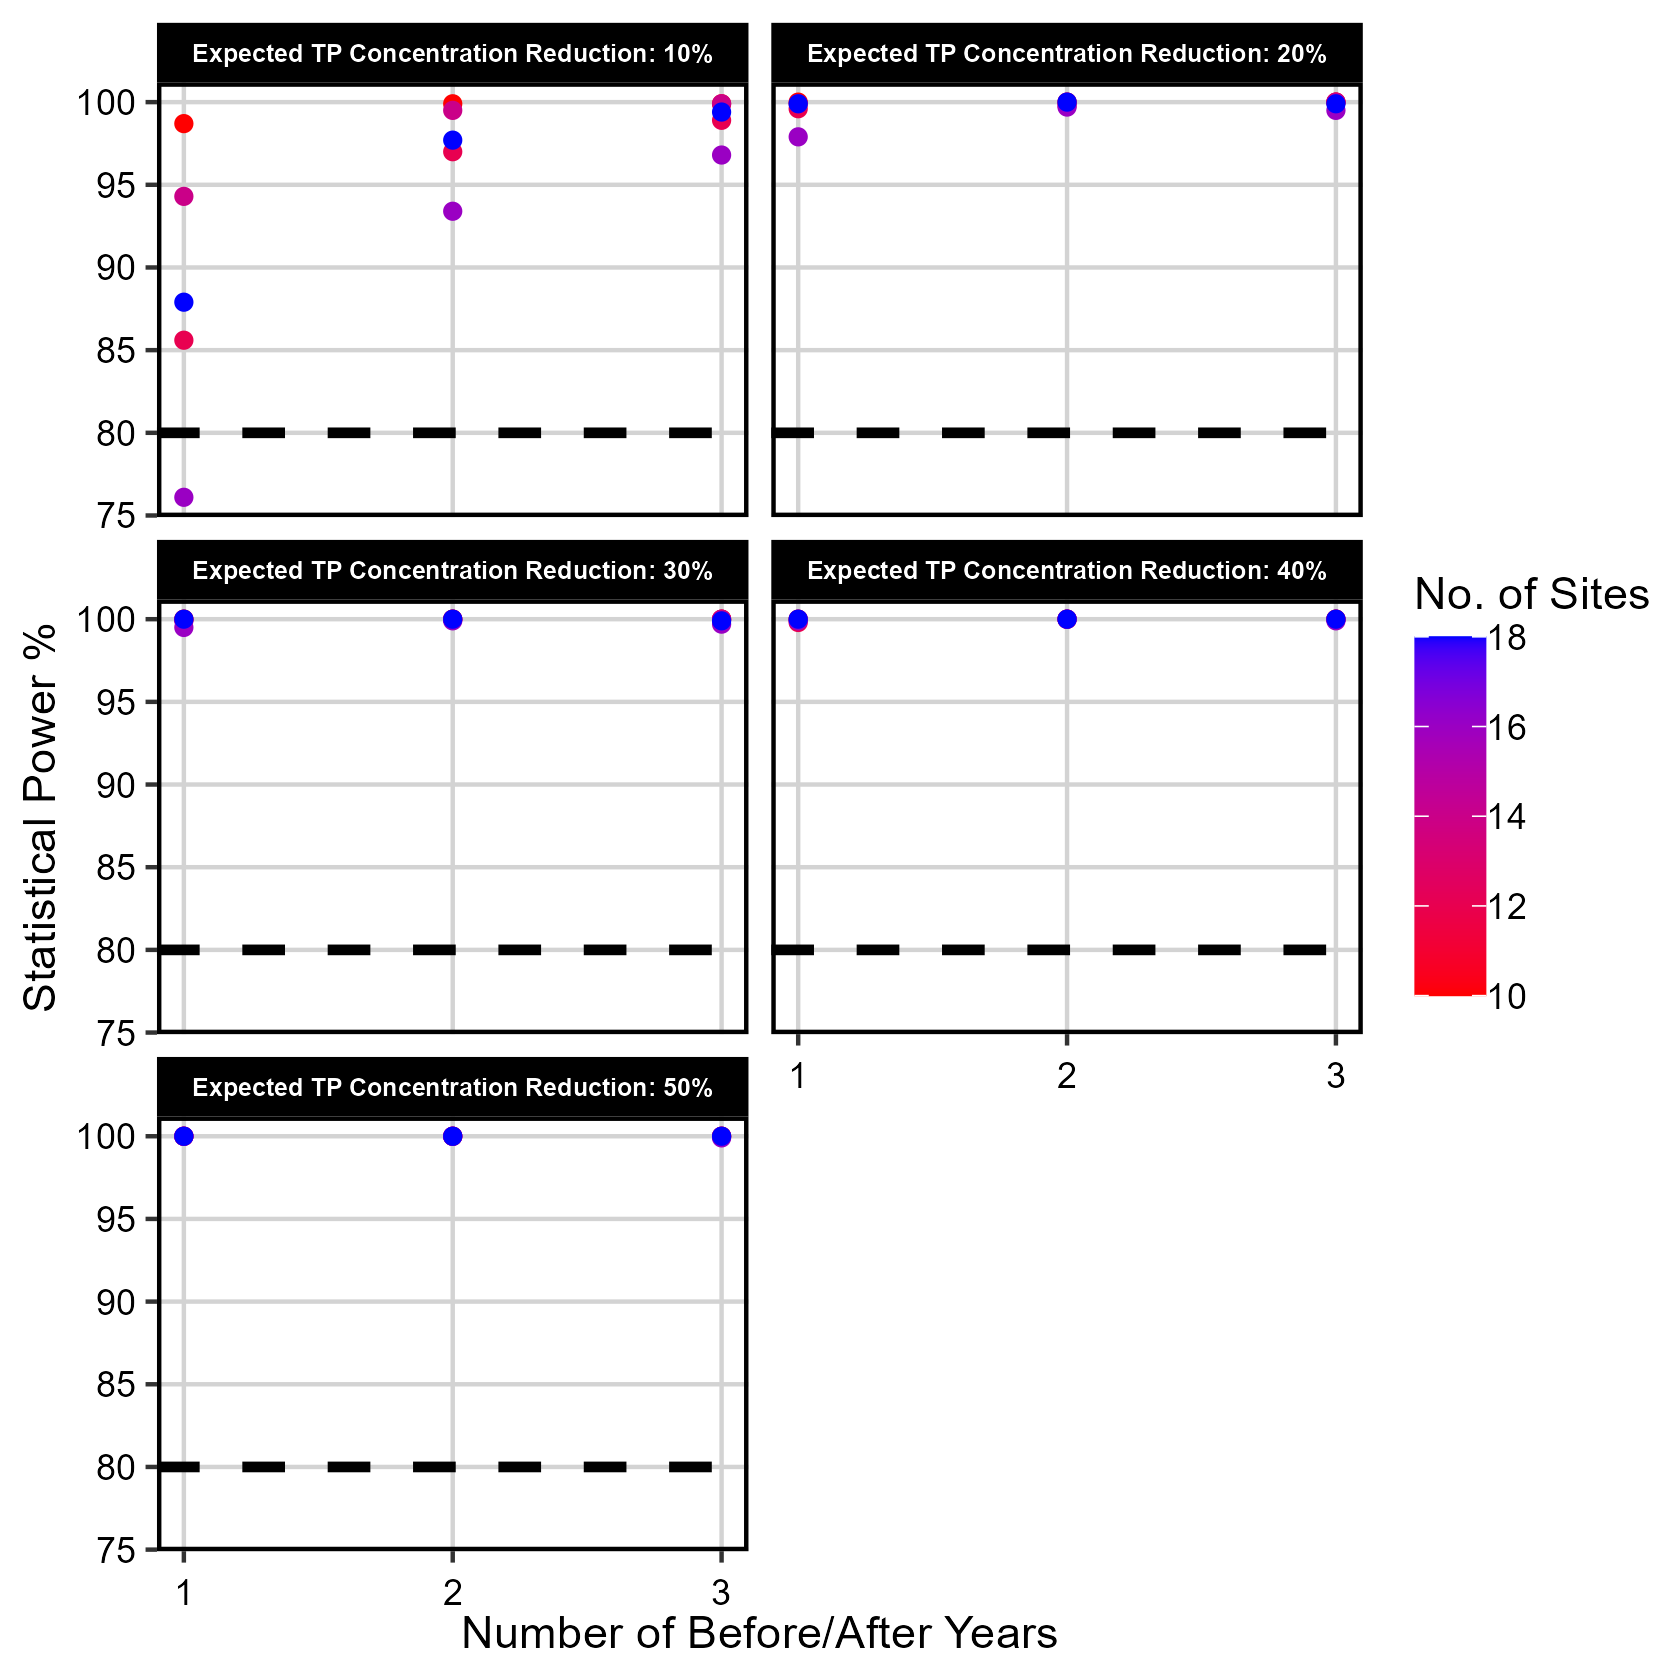 Expected TP Concentration Reduction: 10%
Expected TP Concentration Reduction: 20%
100
95
90
85
80
75
Expected TP Concentration Reduction: 30%
Expected TP Concentration Reduction: 40%
100
95
90
85
80
75
1 2 3
Expected TP Concentration Reduction: 50%
100
95
90
85
80
75
1 2 3
Number of Before/After Years
Statistical Power %
No. of Sites
18
16
14
12
10